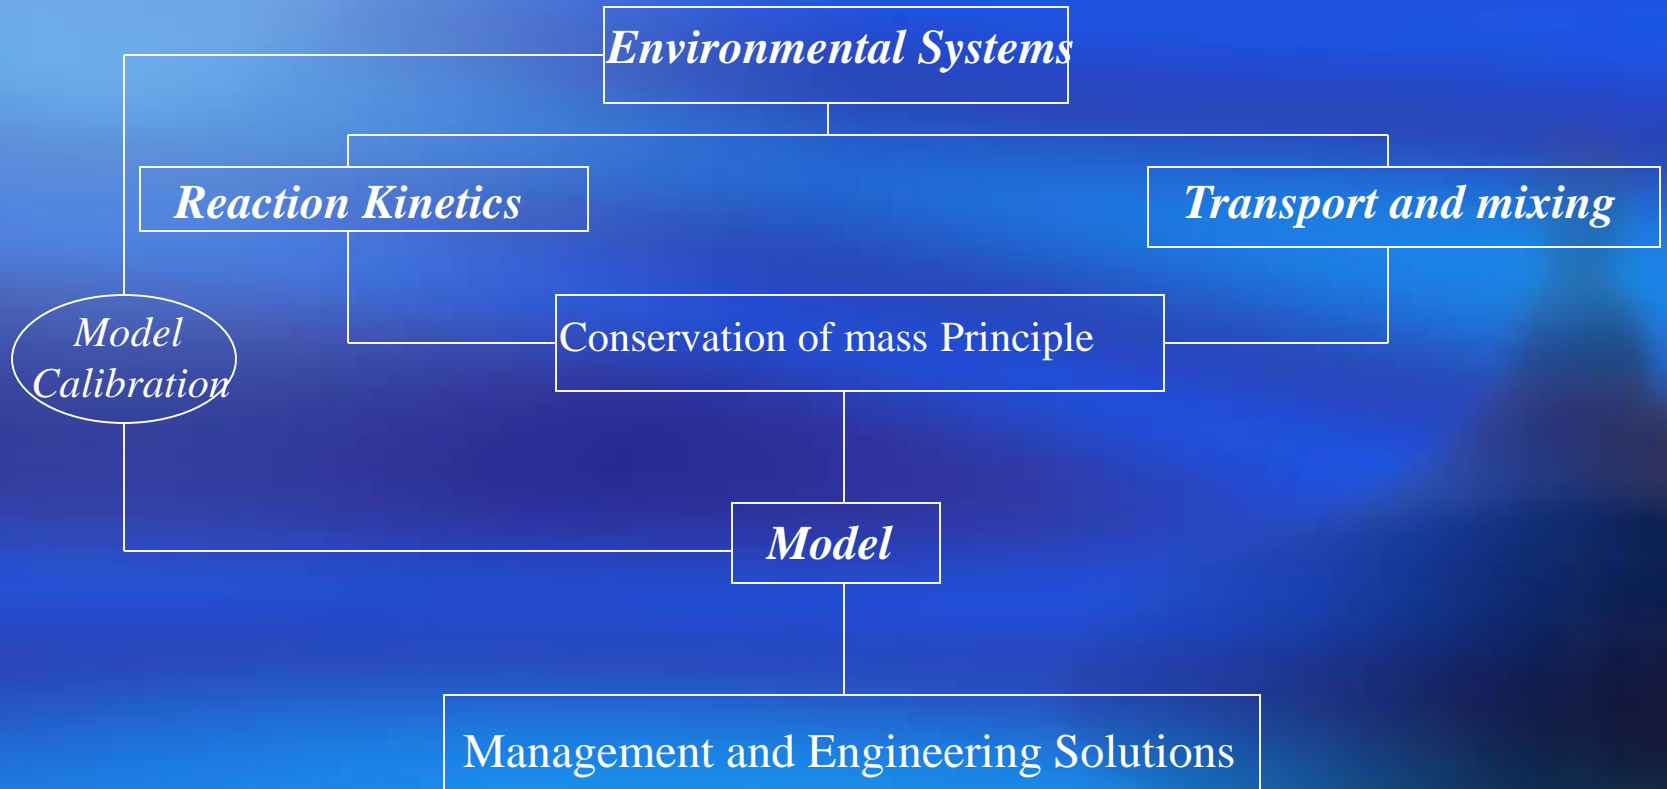 Environmental Systems
Reaction Kinetics
Transport and mixing
Model
Calibration
Conservation of mass Principle
Model
Management and Engineering Solutions